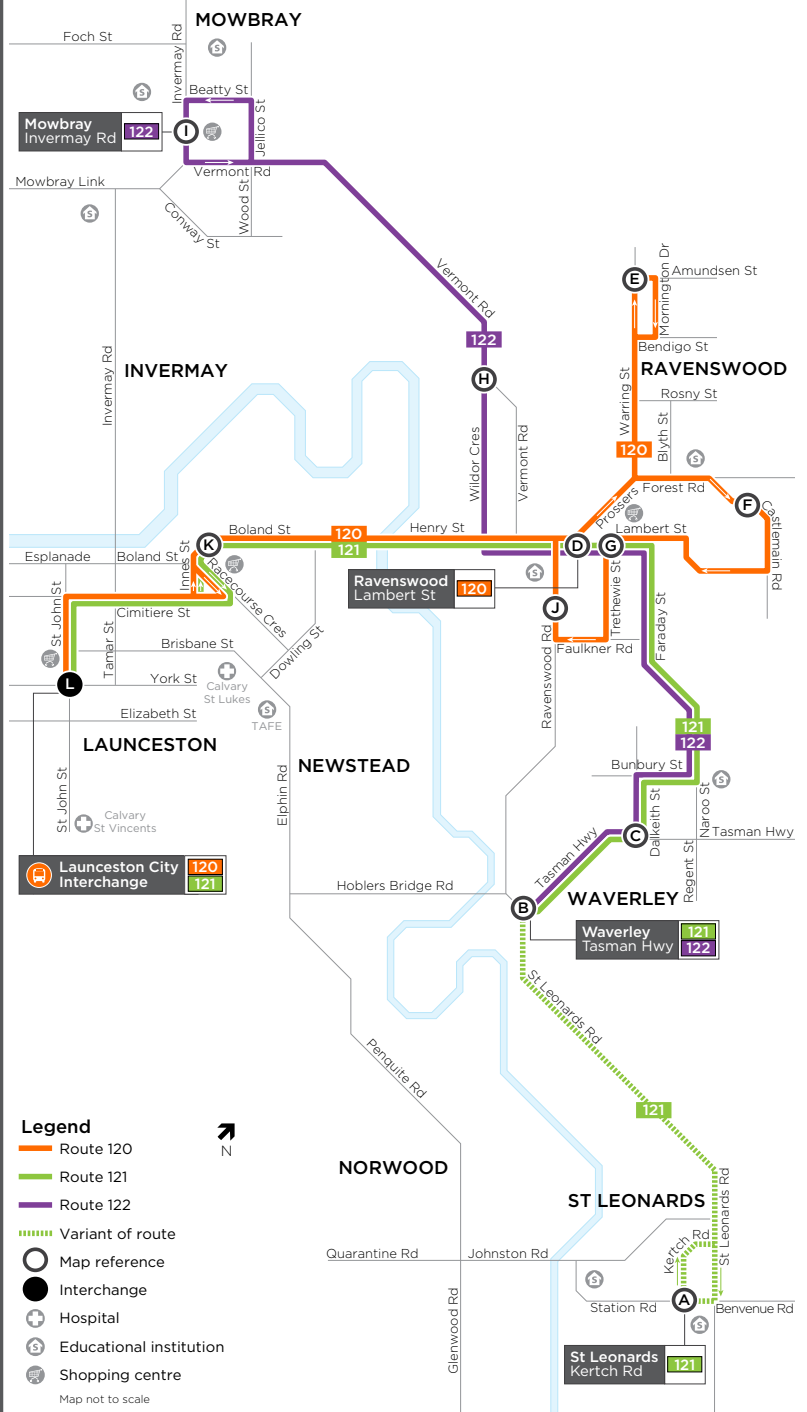 MOWBRAY
Foch St
Invermay Rd
Beatty St
Mowbray
Invermay Rd
122
I
Jellico St
Vermont Rd
Mowbray Link
Wood St
Conway St
Vermont Rd
122
E
Amundsen St
Mornington Dr
Bendigo St
INVERMAY
H
RAVENSWOOD
Invermay Rd
Warring St
Rosny St
Blyth St
Wildor Cres
Vermont Rd
120
Forest Rd
Prossers
F
Castlemain Rd
K
Boland St
120
121
Henry St
D
G
Lambert St
Esplanade
Boland St
Innes St
Racecourse Cres
Ravenswood
Lambert St
120
Trethewie St
St John St
Cimitiere St
J
Faraday St
Tamar St
Brisbane St
Dowling St
Faulkner Rd
Ravenswood Rd
L
York St
Calvary
St Lukes
Elizabeth St
TAFE
LAUNCESTON
121
122
NEWSTEAD
Bunbury St
St John St
Elphin Rd
Calvary
St Vincents
Dalkeith St
Naroo St
C
Tasman Hwy
Tasman Hwy
Regent St
Launceston City
Interchange
120
121
Hoblers Bridge Rd
B
WAVERLEY
Waverley
Tasman Hwy
121
122
St Leonards Rd
Penquite Rd
121
Legend
N
Route 120
Route 121
Route 122
Variant of route
Map reference
Interchange
Hospital
Educational institution
Shopping centre
Map not to scale
NORWOOD
ST LEONARDS
St Leonards Rd
Kertch Rd
Quarantine Rd
Johnston Rd
Glenwood Rd
Station Rd
A
Benvenue Rd
St Leonards
Kertch Rd
121